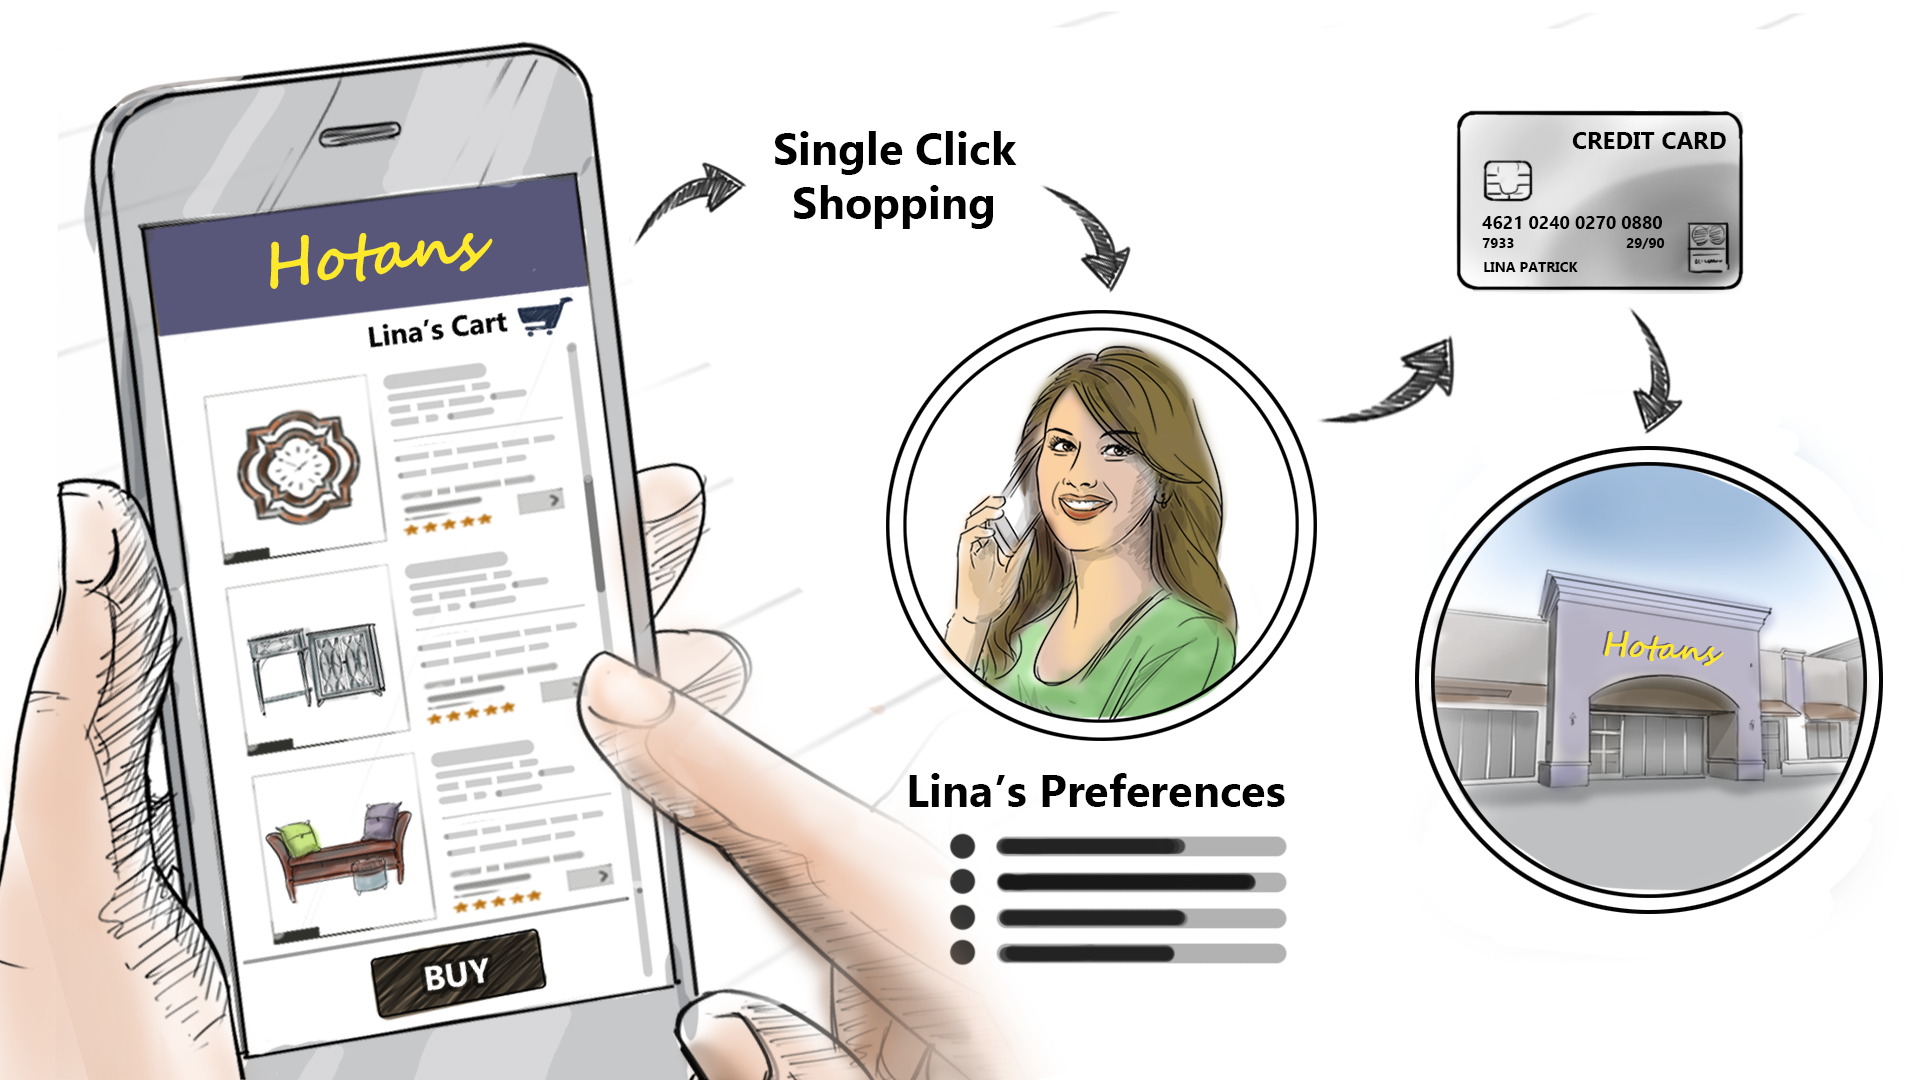 Hotans
Lina's Cart
BUY
Single Click
Shopping
Lina's Preferences
CREDIT CARD
4621 0240 0270 0880
7933 29/90
LINA PATRICK
Hotans